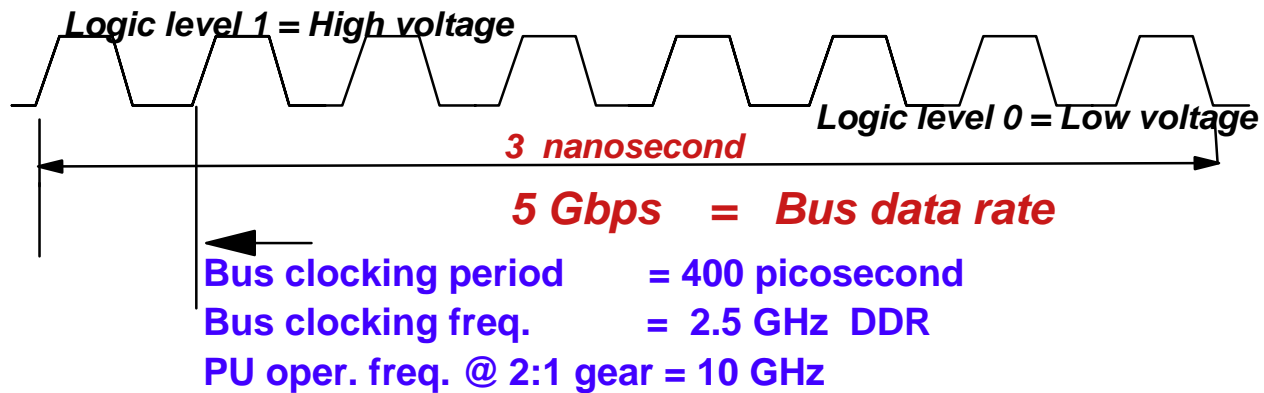 Logic level 1 = High voltage
Logic level 0 = Low voltage
3 nanosecond
5 Gbps = Bus data rate
Bus clocking period = 400 picosecond
Bus clocking freq. = 2.5 GHz DDR
PU oper. freq. @ 2:1 gear = 10 GHz